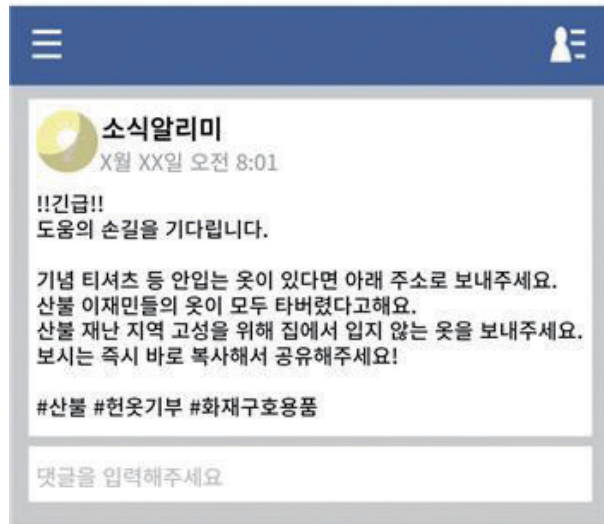 소식알리미
X월 XX일 오전 8:01
!!긴급!!
도움의 손길을 기다립니다.
기념 티셔츠 등 안입는 옷이 있다면 아래 주소로 보내주세요.
산불 이재민들의 옷이 모두 타버렸다고해요.
산불 재난 지역 고성을 위해 집에서 입지 않는 옷을 보내주세요.
보시는 즉시 바로 복사해서 공유해주세요!
#산불 #헌옷기부 #화재구호용품
댓글을 입력해주세요